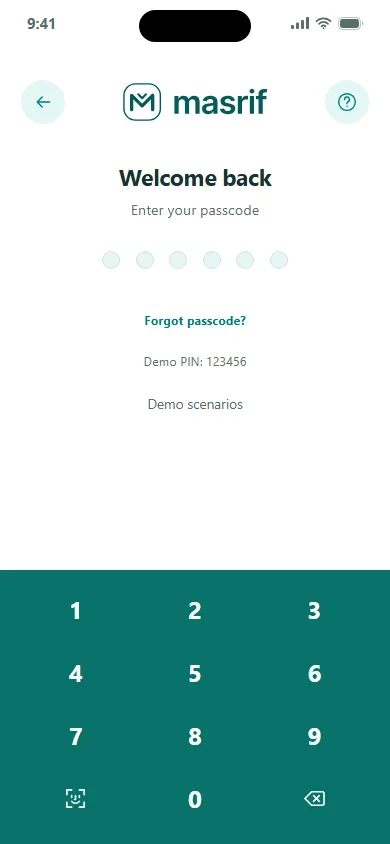 9:41
masrif
Welcome back
Enter your passcode
Forgot passcode?
Demo PIN: 123456
Demo scenarios
1 2 3
4 5 6
7 8 9
0